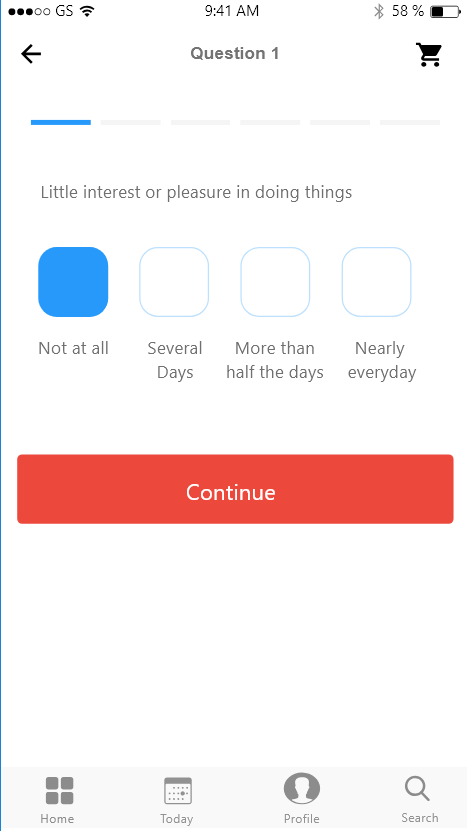 GS 9:41 AM 58 %
Question 1
Little interest or pleasure in doing things
Not at all
Several
Days
More than
half the days
Nearly
everyday
Continue
Home Today Profile Search